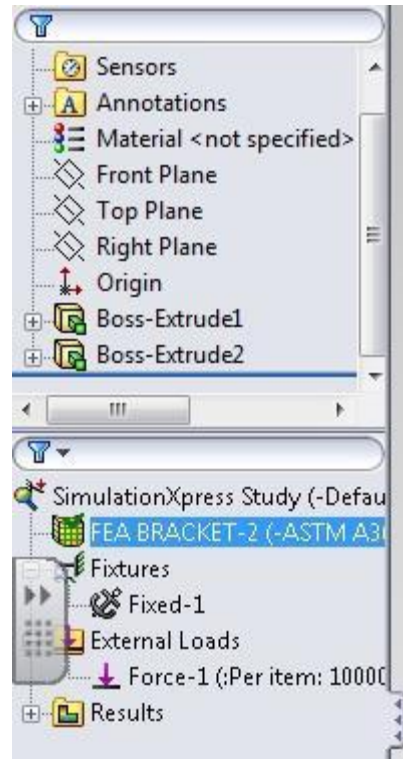 Sensors
A Annotations
Material <not specified>
Front Plane
Top Plane
Right Plane
Origin
Boss-Extrude1
Boss-Extrude2
SimulationXpress Study (-Defau
FEA BRACKET-2 (-ASTM A3
Fixtures
Fixed-1
External Loads
Force-1 (:Per item: 10000
Results